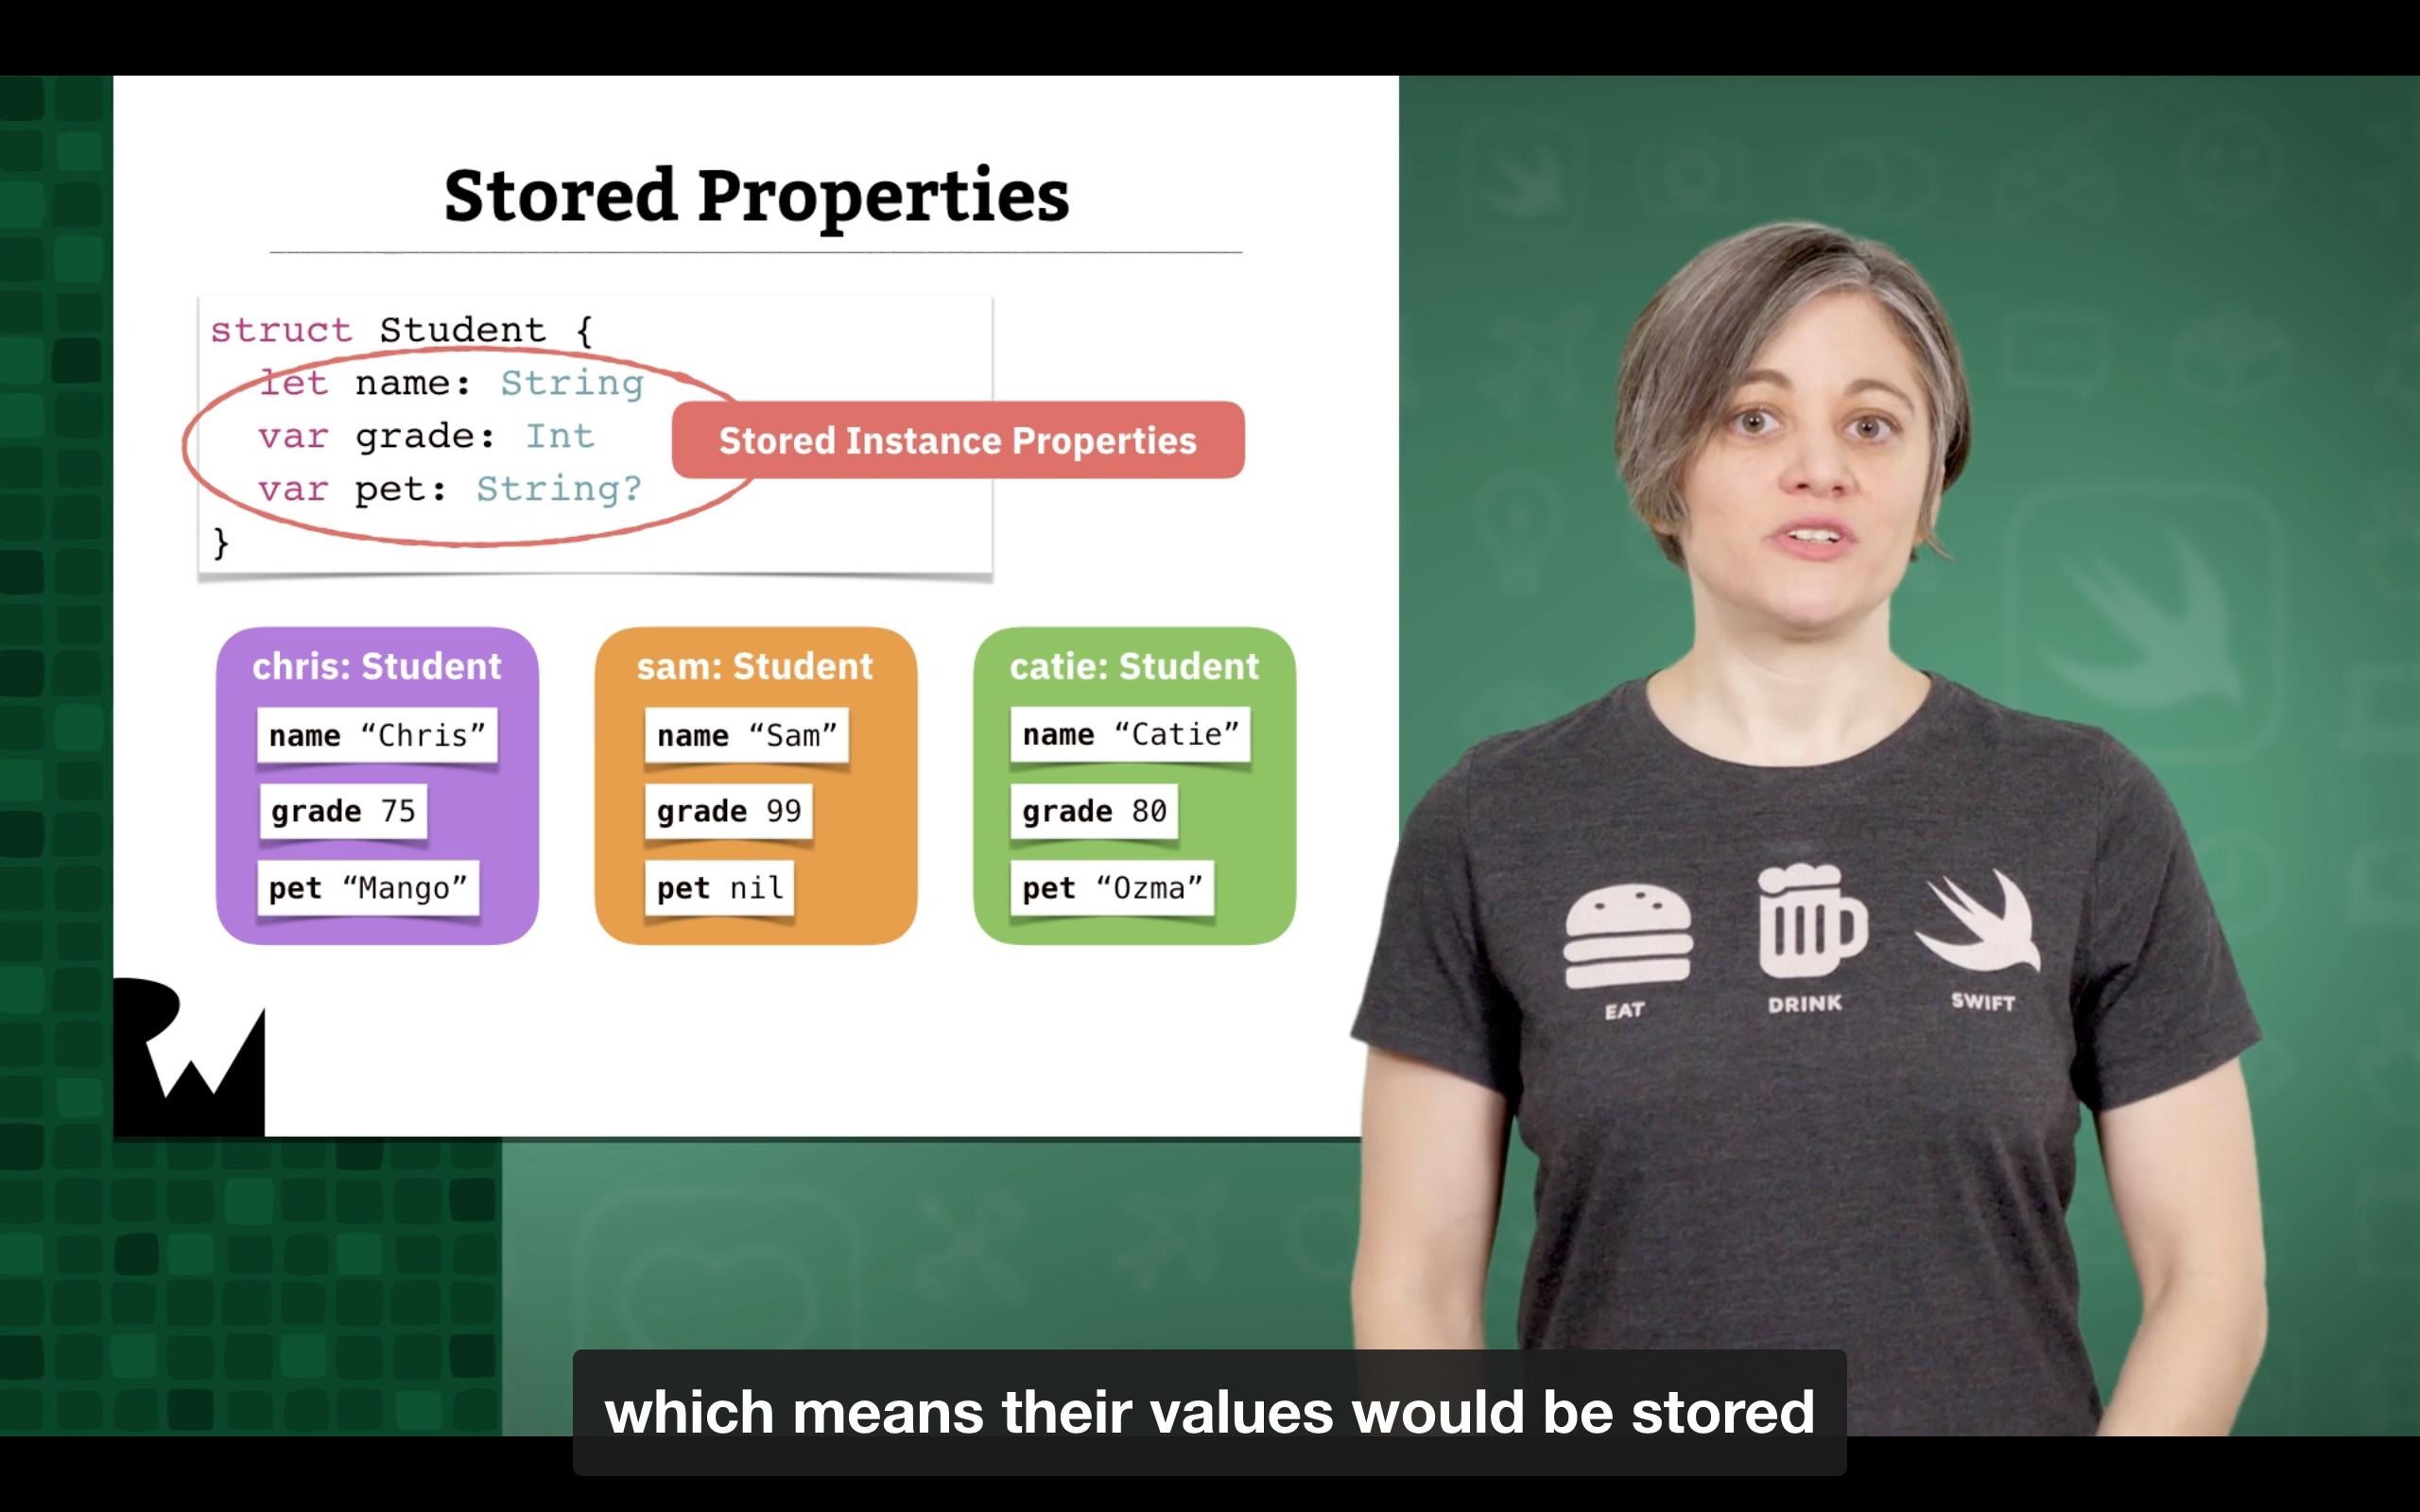 Stored Properties
struct Student {
let name: String
var grade: Int
var pet: String?
}
Stored Instance Properties
chris: Student
name “Chris”
grade 75
pet “Mango”
sam: Student
name “Sam”
grade 99
pet nil
catie: Student
name “Catie”
grade 80
pet “Ozma”
RW
EAT
DRINK
SWIFT
which means their values would be stored